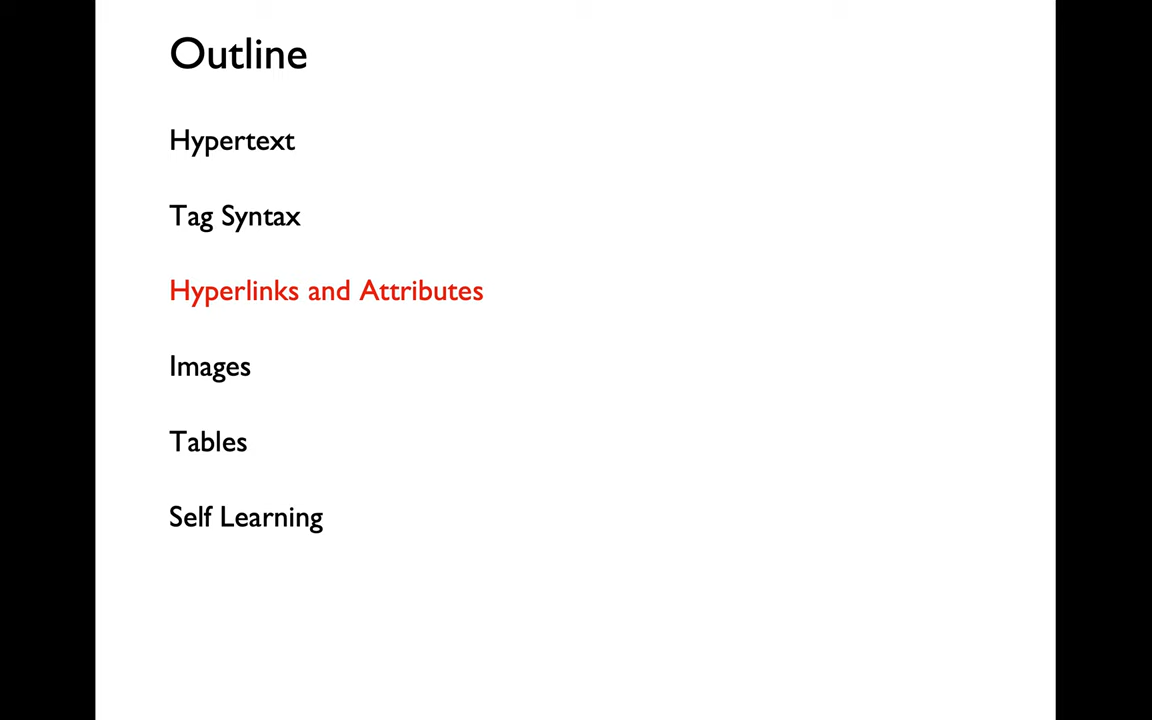 Outline
Hypertext
Tag Syntax
Hyperlinks and Attributes
Images
Tables
Self Learning